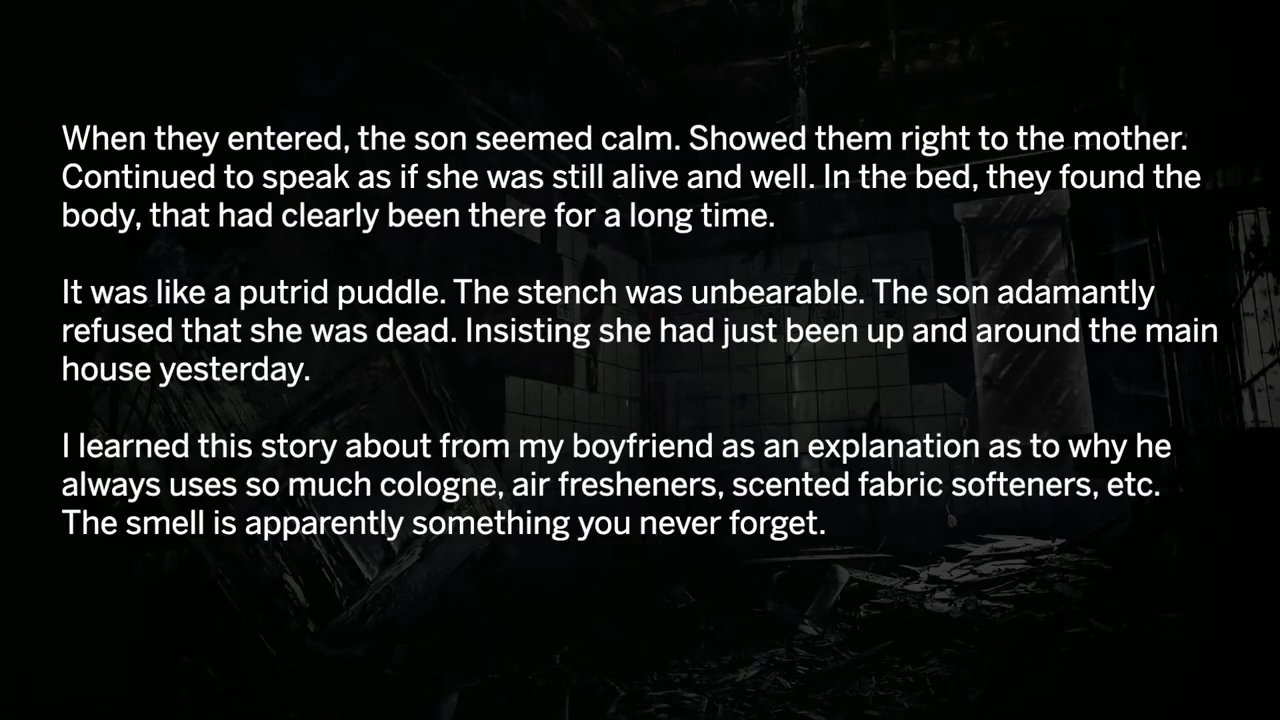 When they entered, the son seemed calm. Showed them right to the mother.
Continued to speak as if she was still alive and well. In the bed, they found the
body, that had clearly been there for a long time.
It was like a putrid puddle. The stench was unbearable. The son adamantly
refused that she was dead. Insisting she had just been up and around the main
house yesterday.
I learned this story about from my boyfriend as an explanation as to why he
always uses so much cologne, air fresheners, scented fabric softeners, etc.
The smell is apparently something you never forget.